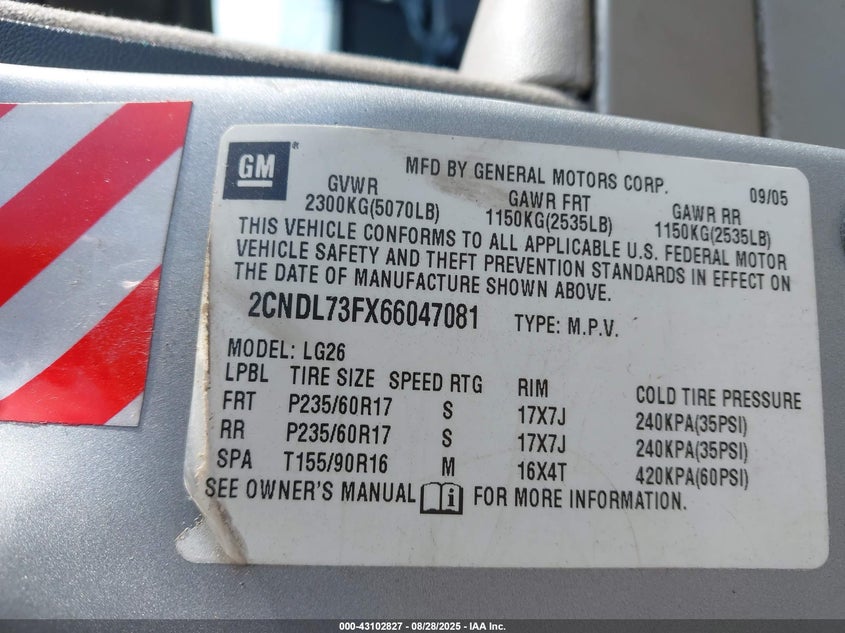 GM
®
MFD BY GENERAL MOTORS CORP. 09/05
GVWR GAWR FRT GAWR RR
2300KG(5070LB) 1150KG(2535LB) 1150KG(2535LB)
THIS VEHICLE CONFORMS TO ALL APPLICABLE U.S. FEDERAL MOTOR
VEHICLE SAFETY AND THEFT PREVENTION STANDARDS IN EFFECT ON
THE DATE OF MANUFACTURE SHOWN ABOVE.
2CNDL73FX66047081 TYPE: M.P.V.
MODEL: LG26
LPBL TIRE SIZE SPEED RTG RIM COLD TIRE PRESSURE
FRT P235/60R17 S 17X7J 240KPA(35PSI)
RR P235/60R17 S 17X7J 240KPA(35PSI)
SPA T155/90R16 M 16X4T 420KPA(60PSI)
SEE OWNER'S MANUAL i FOR MORE INFORMATION.
000-43102827 - 08/28/2025 - IAA Inc.